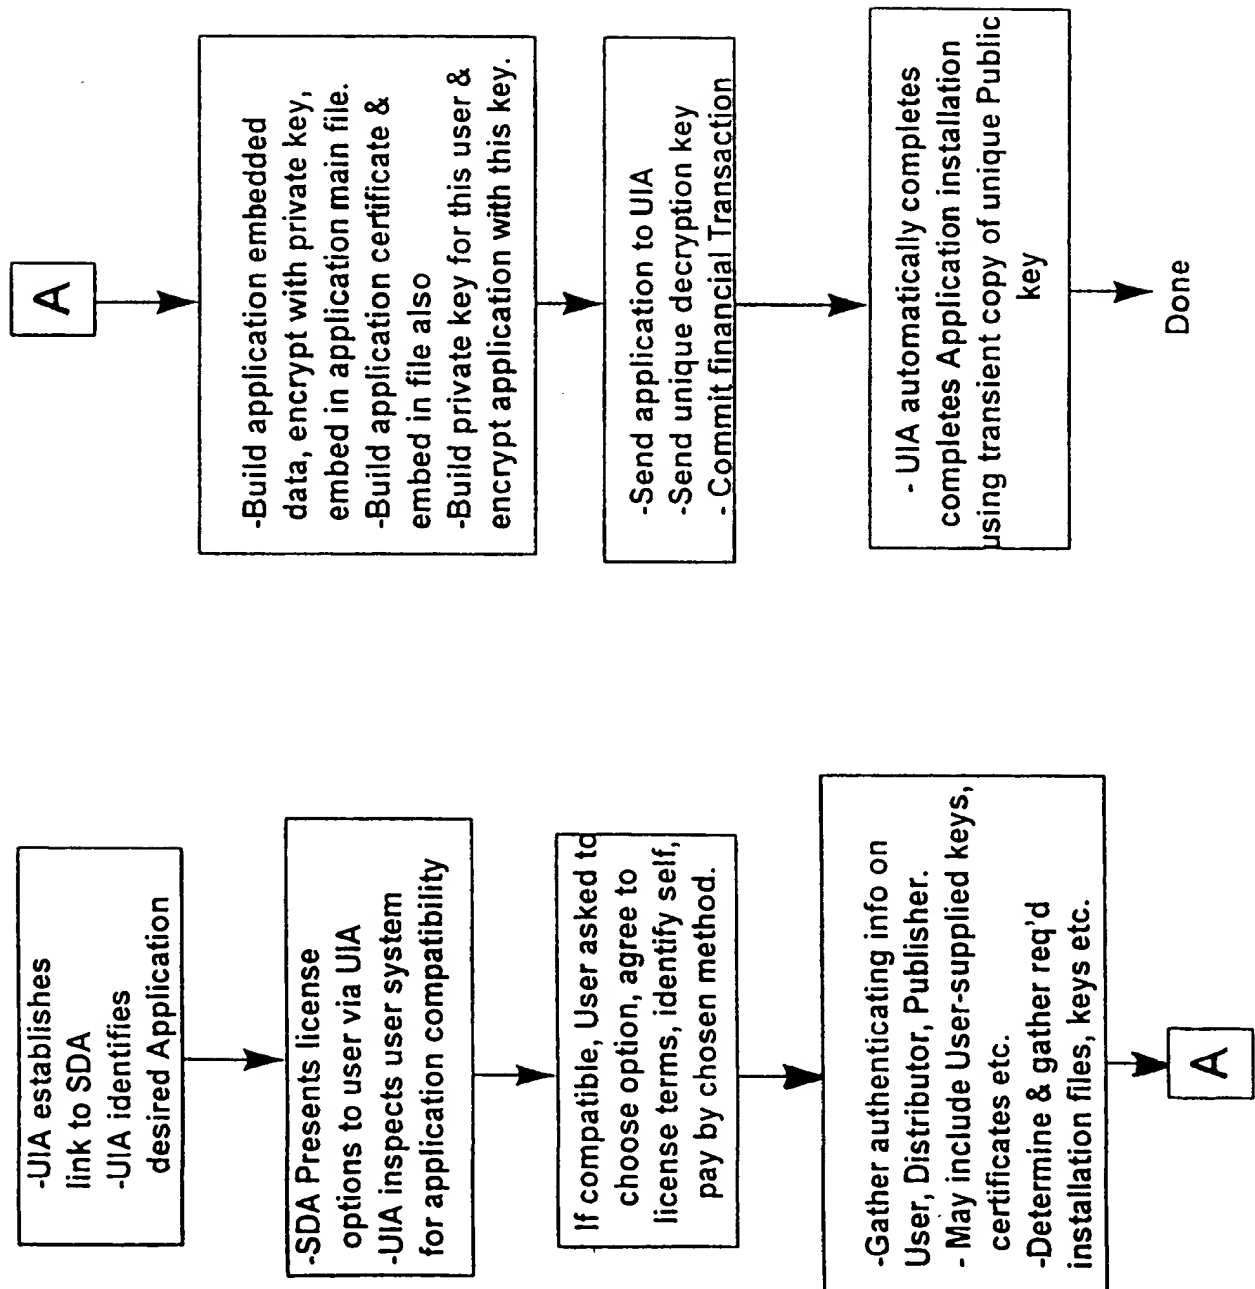 -UIA establishes
link to SDA
-UIA identifies
desired Application
-SDA Presents license
options to user via UIA
-UIA inspects user system
for application compatibility
If compatible, User asked to
choose option, agree to
license terms, identify self,
pay by chosen method.
-Gather authenticating info on
User, Distributor, Publisher.
- May include User-supplied keys,
certificates etc.
-Determine & gather req'd
installation files, keys etc.
A
A
-Build application embedded
data, encrypt with private key,
embed in application main file.
-Build application certificate &
embed in file also
-Build private key for this user &
encrypt application with this key.
-Send application to UIA
-Send unique decryption key
- Commit financial Transaction
- UIA automatically completes
completes Application installation
using transient copy of unique Public
key
Done